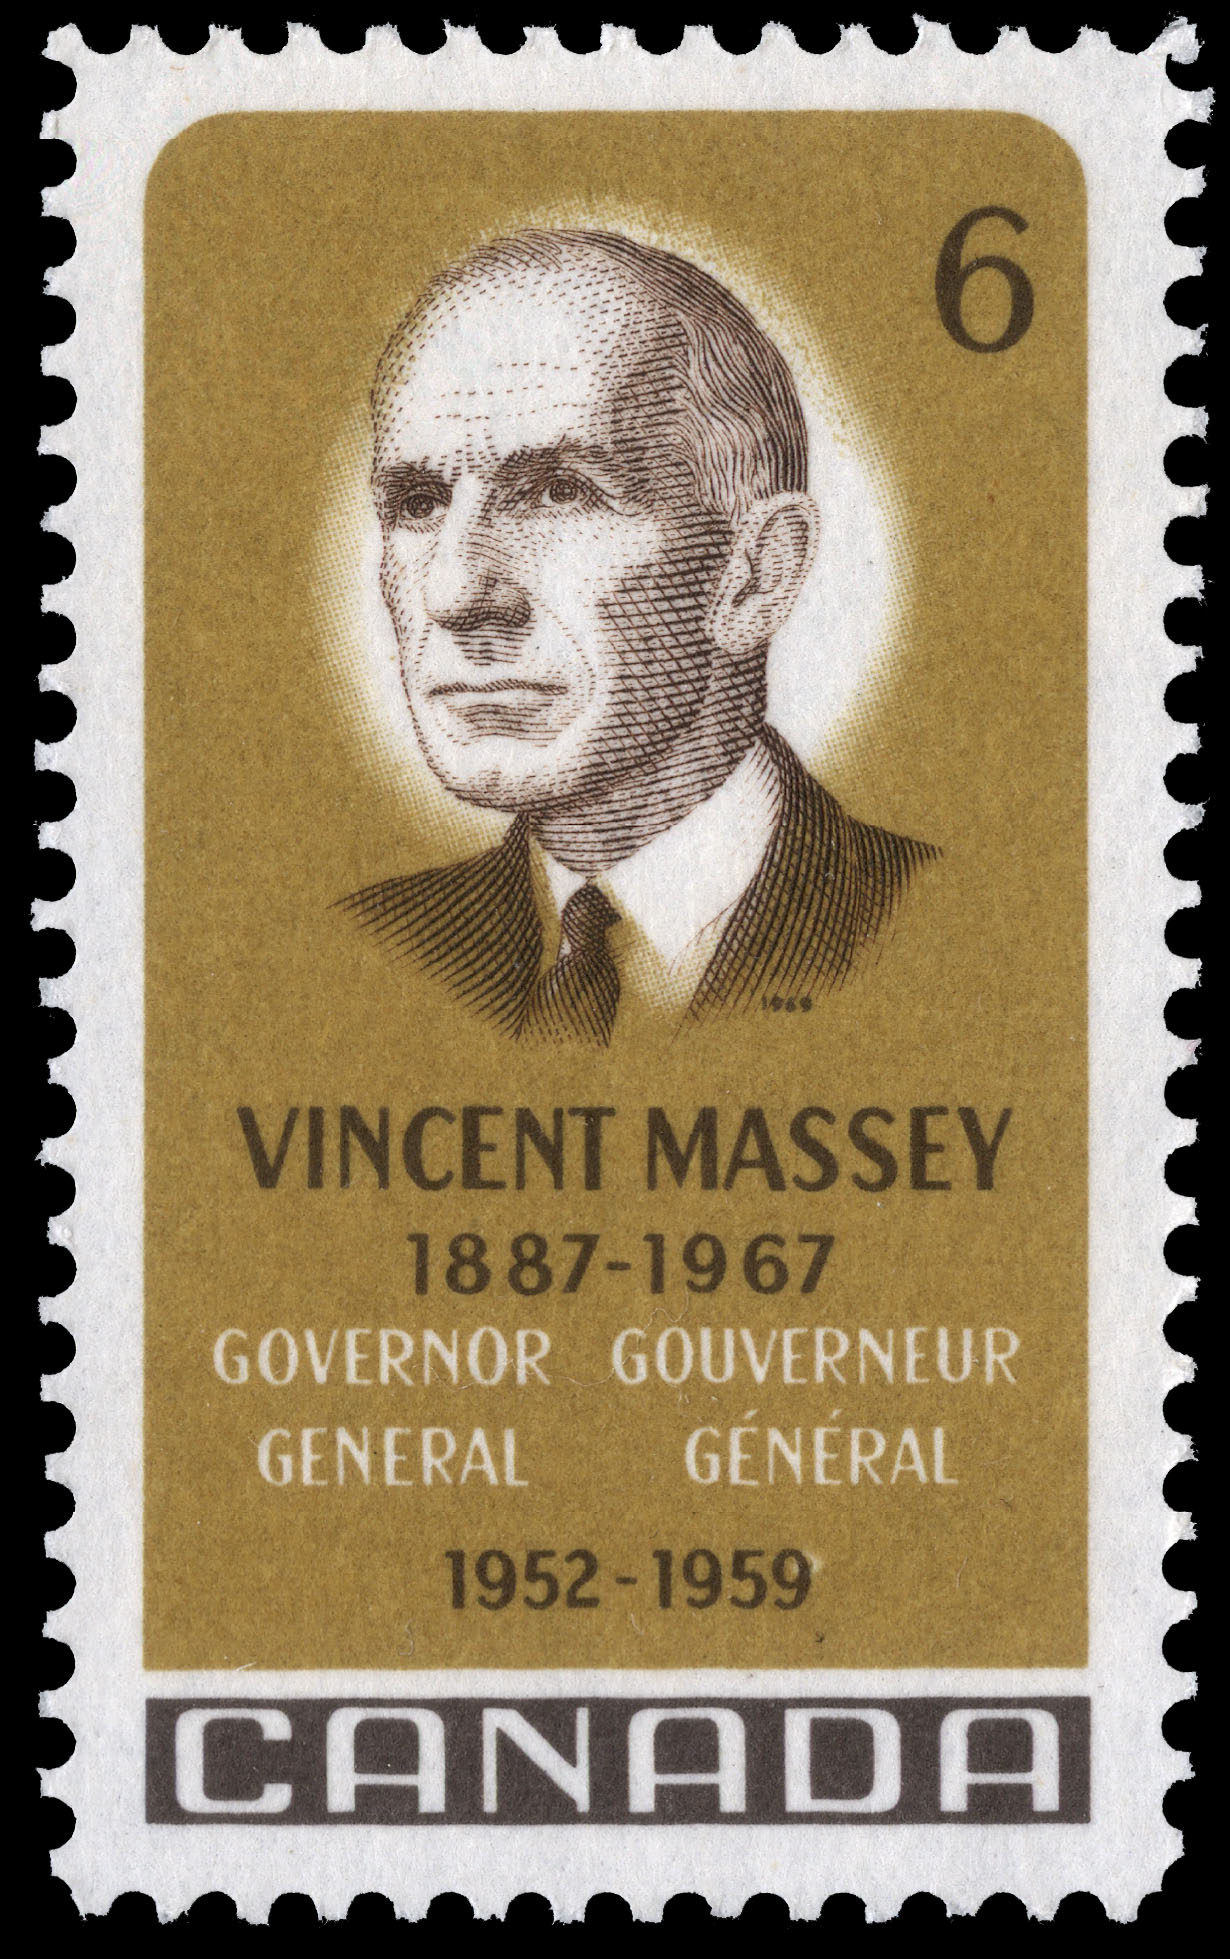 6
1969
VINCENT MASSEY
1887-1967
GOVERNOR GOUVERNEUR
GENERAL GÉNÉRAL
1952-1959
CANADA